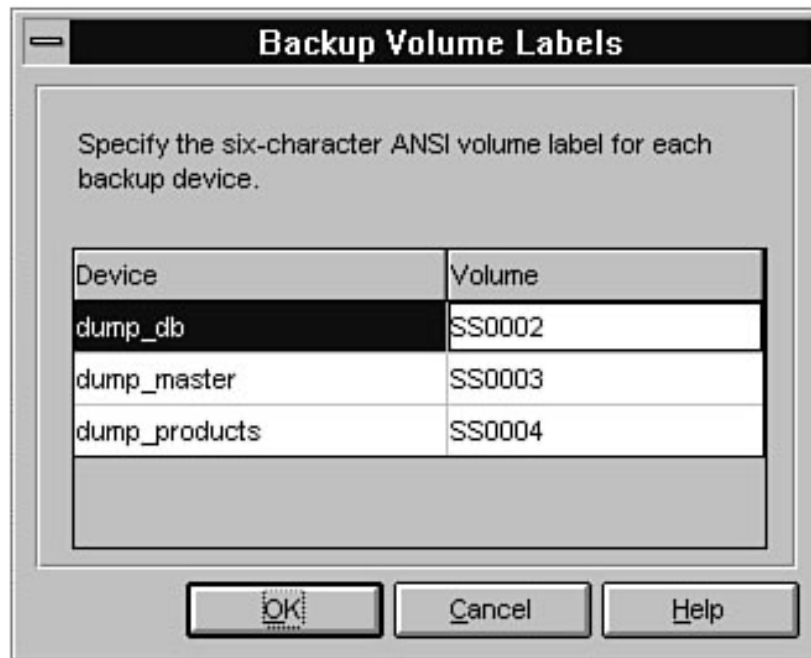 Backup Volume Labels
Specify the six-character ANSI volume label for each
backup device.
Device Volume
dump_db SS0002
dump_master SS0003
dump_products SS0004
OK Cancel Help